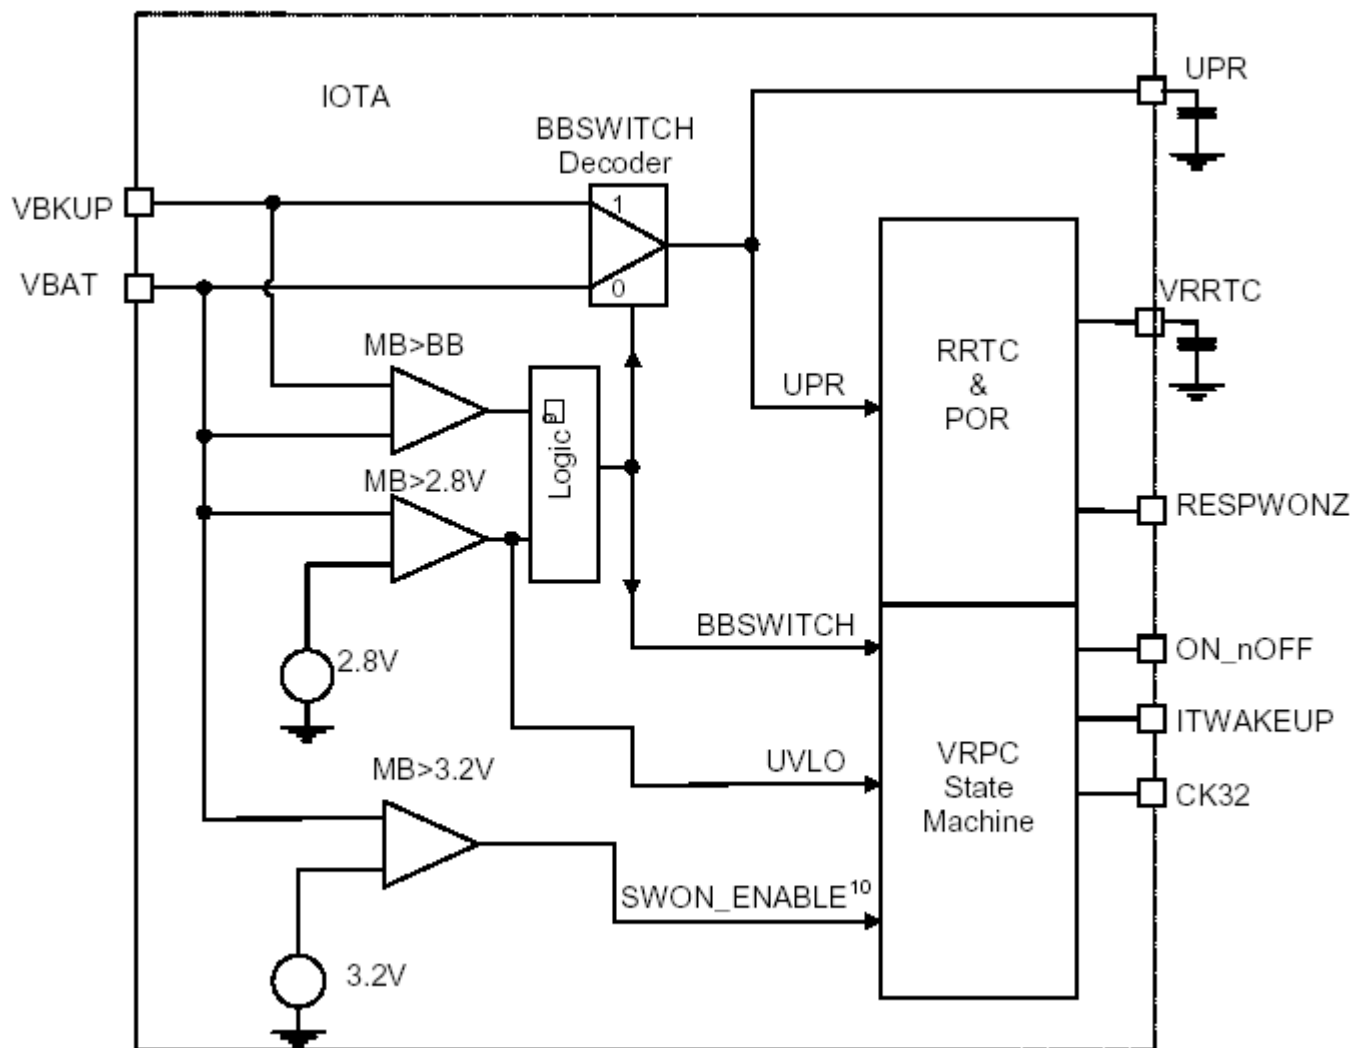 UPR
IOTA
BBSWITCH
Decoder
1
VBKUP
VBAT
0
VRRTC
MB>BB
RRTC
&
POR
UPR
Logic
MB>2.8V
RESPWONZ
BBSWITCH
ON_nOFF
2.8V
ITWAKEUP
UVLO
VRPC
State
Machine
MB>3.2V
CK32
SWON_ENABLE¹⁰
3.2V